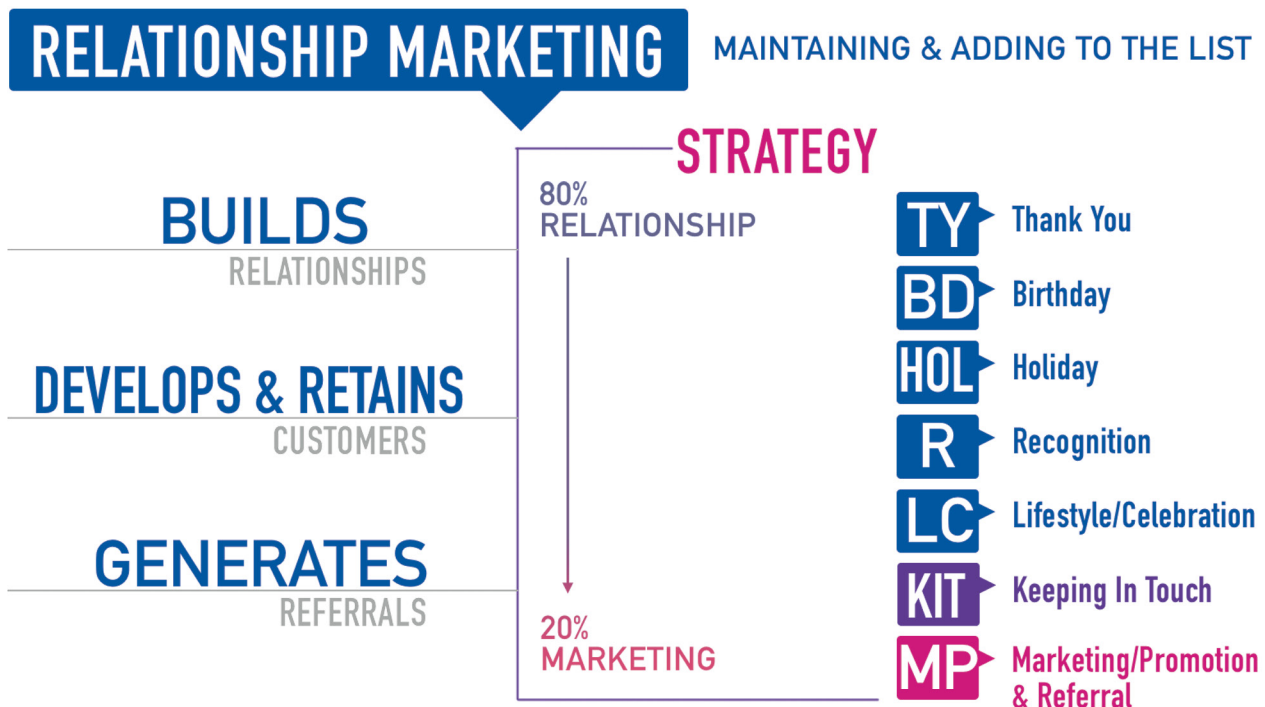 RELATIONSHIP MARKETING
MAINTAINING & ADDING TO THE LIST
BUILDS
RELATIONSHIPS
DEVELOPS & RETAINS
CUSTOMERS
GENERATES
REFERRALS
STRATEGY
80%
RELATIONSHIP
20%
MARKETING
TY Thank You
BD Birthday
HOL Holiday
R Recognition
LC Lifestyle/Celebration
KIT Keeping In Touch
MP Marketing/Promotion
& Referral